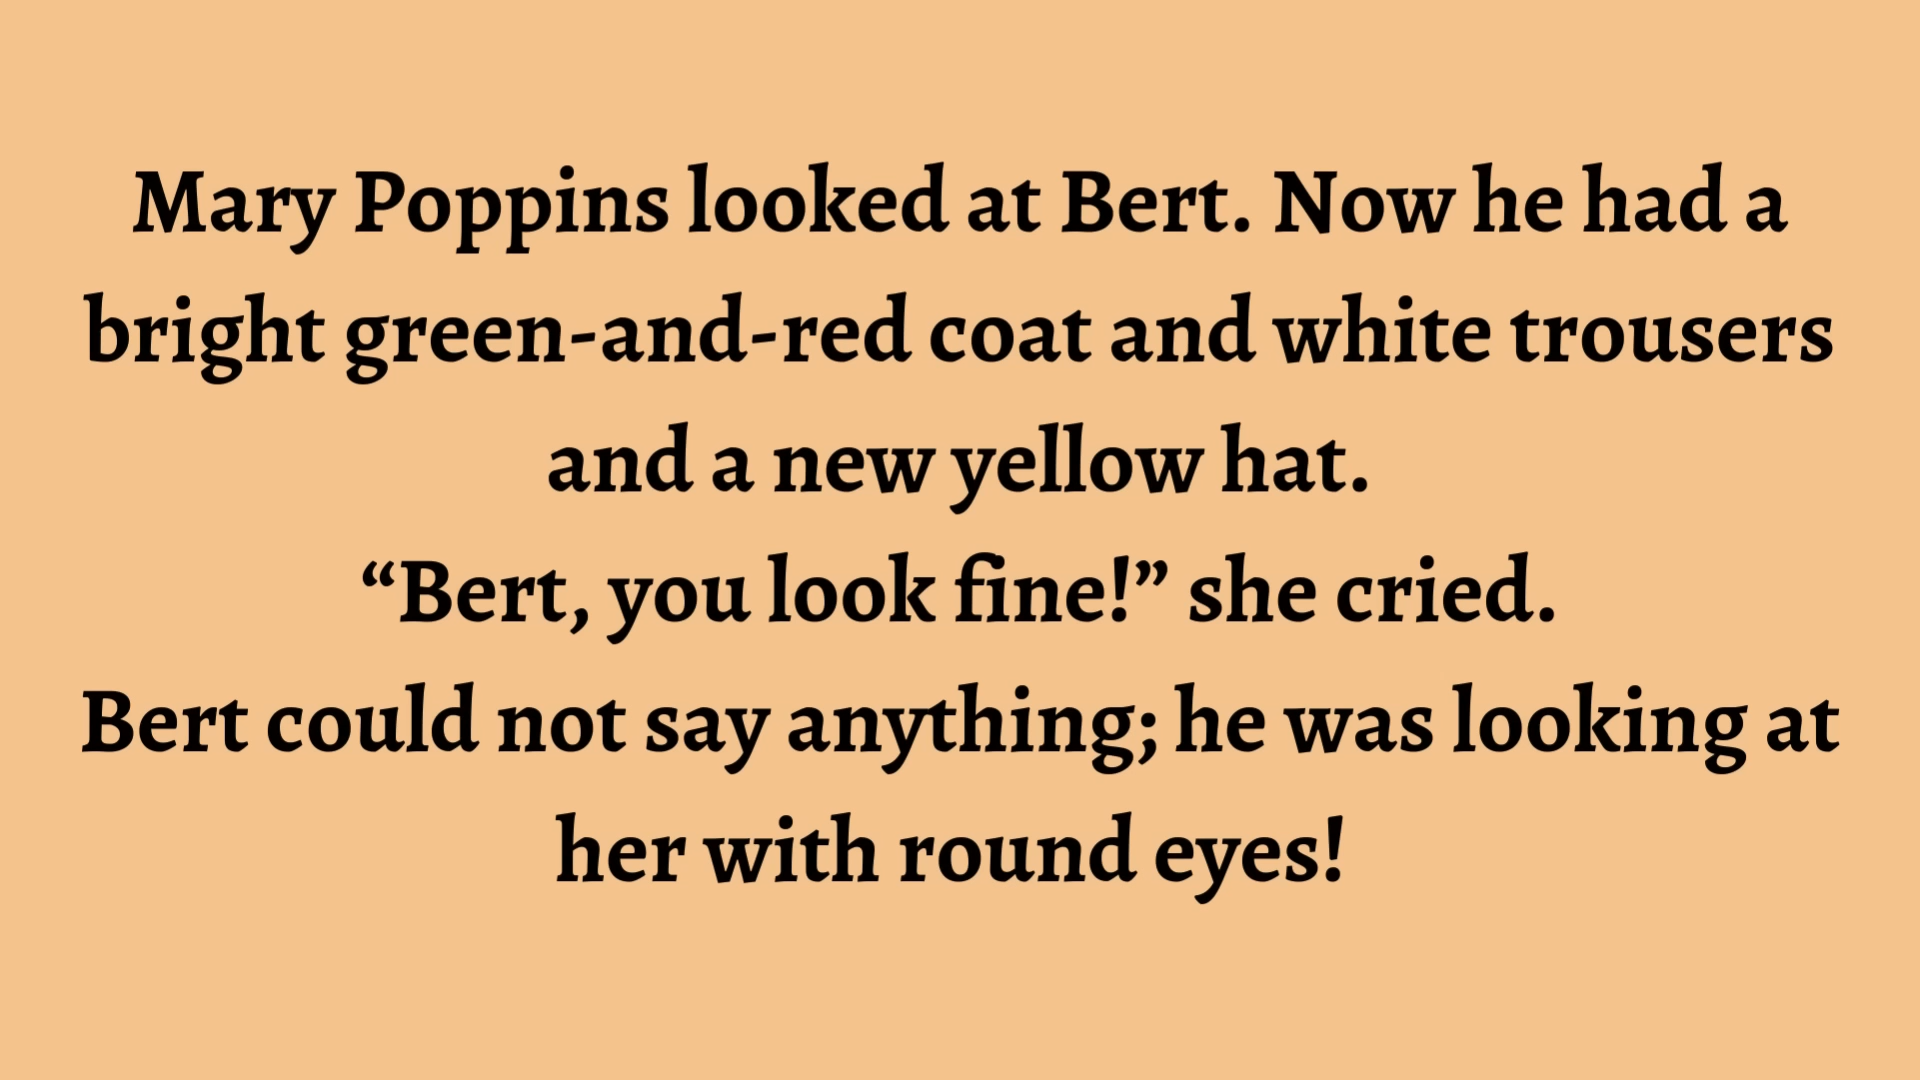 Mary Poppins looked at Bert. Now he had a
bright green-and-red coat and white trousers
and a new yellow hat.
“Bert, you look fine!” she cried.
Bert could not say anything; he was looking at
her with round eyes!